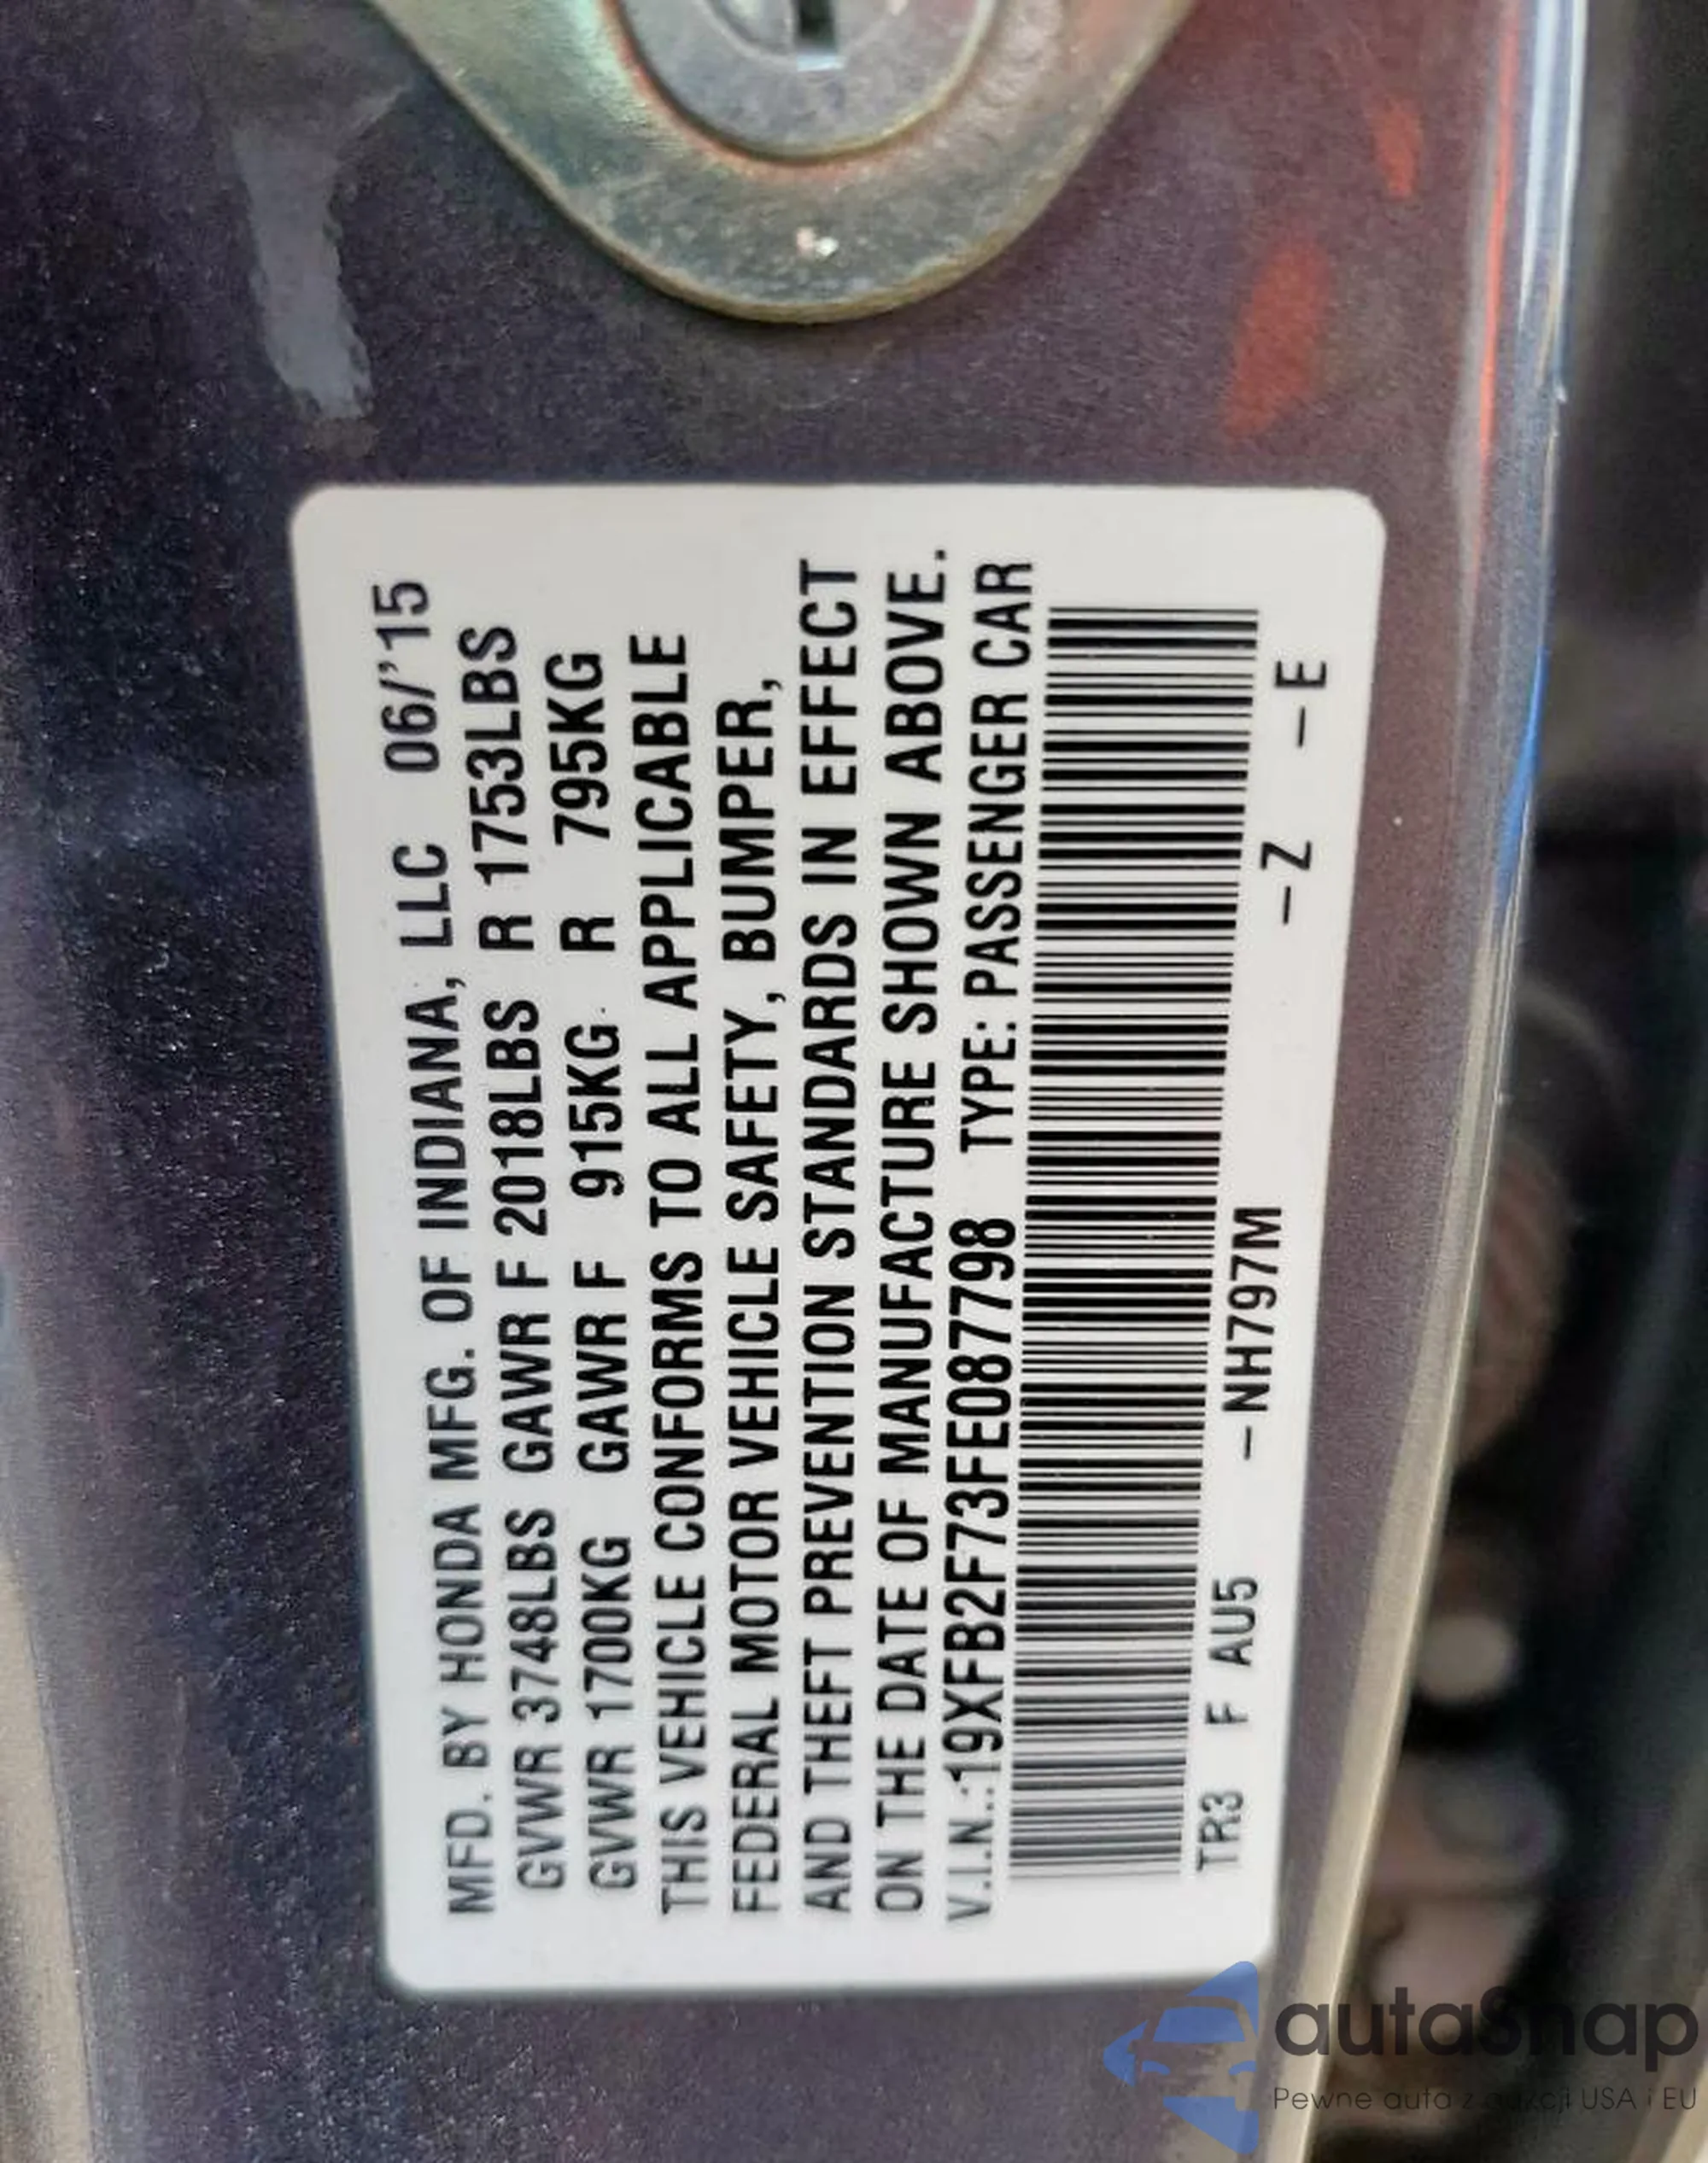 MFD. BY HONDA MFG. OF INDIANA, LLC 06/'15
GVWR 3748LBS GAWR F 2018LBS R 1753LBS
GVWR 1700KG GAWR F 915KG R 795KG
THIS VEHICLE CONFORMS TO ALL APPLICABLE
FEDERAL MOTOR VEHICLE SAFETY, BUMPER,
AND THEFT PREVENTION STANDARDS IN EFFECT
ON THE DATE OF MANUFACTURE SHOWN ABOVE.
V.I.N.:19XFB2F73FE087798 TYPE: PASSENGER CAR
TR3 F AU5 –NH797M –Z –E
autaSnap
Pewne auta z aukcji USA i EU